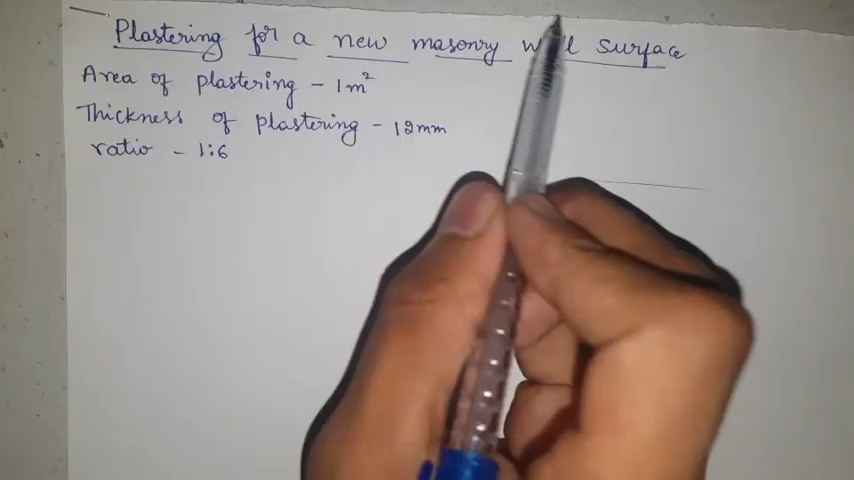 Plastering for a new masonry surface
Area of plastering - 1m²
Thickness of plastering - 12mm
ratio - 1:6